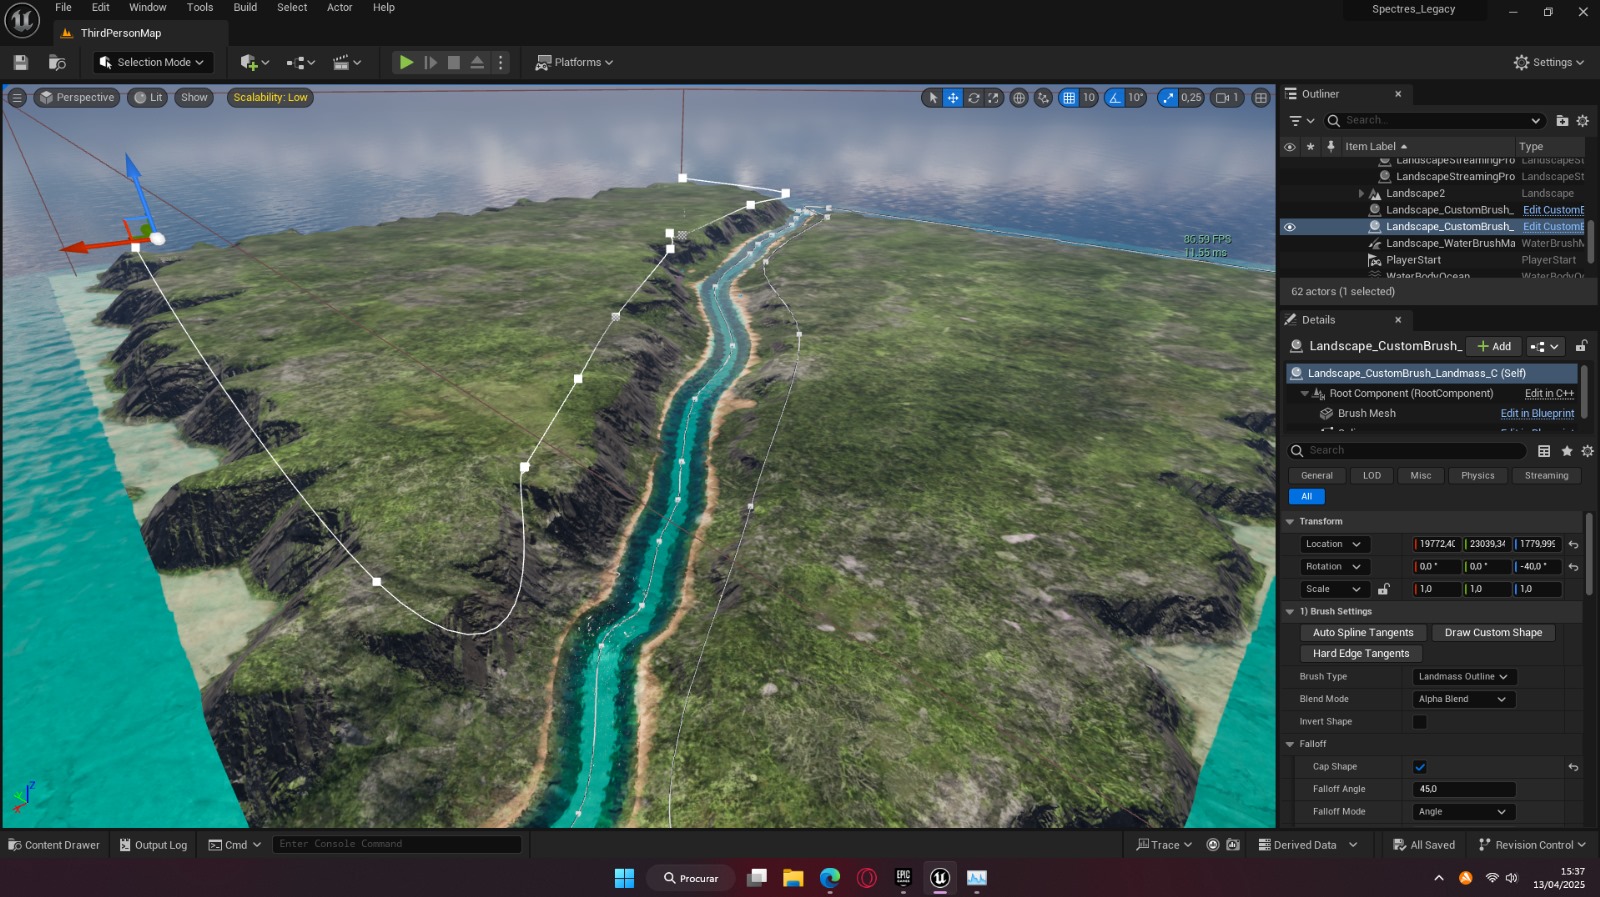 File Edit Window Tools Build Select Actor Help
Spectres_Legacy
ThirdPersonMap
Selection Mode
Platforms
Settings
Perspective Lit Show Scalability: Low
10 10° 0,25 1
86.59 FPS
11.55 ms
Outliner
Search...
Item Label Type
LandscapeStreamingPro LandscapeSt
LandscapeStreamingPro LandscapeSt
Landscape2 Landscape
Landscape_CustomBrush_ Edit CustomE
Landscape_CustomBrush_ Edit CustomE
Landscape_WaterBrushMa WaterBrushM
PlayerStart PlayerStart
WaterBodyOcean WaterBodyOc
62 actors (1 selected)
Details
Landscape_CustomBrush_ Add
Landscape_CustomBrush_Landmass_C (Self)
Root Component (RootComponent) Edit in C++
Brush Mesh Edit in Blueprint
Search
General LOD Misc Physics Streaming
All
Transform
Location 19772,40 23039,34 1779,999
Rotation 0,0 ° 0,0 ° -40,0 °
Scale 1,0 1,0 1,0
1) Brush Settings
Auto Spline Tangents Draw Custom Shape
Hard Edge Tangents
Brush Type Landmass Outline
Blend Mode Alpha Blend
Invert Shape
Falloff
Cap Shape
Falloff Angle 45,0
Falloff Mode Angle
Content Drawer Output Log Cmd Enter Console Command
Trace Derived Data All Saved Revision Control
Procurar
EPIC
GAMES
15:37
13/04/2025